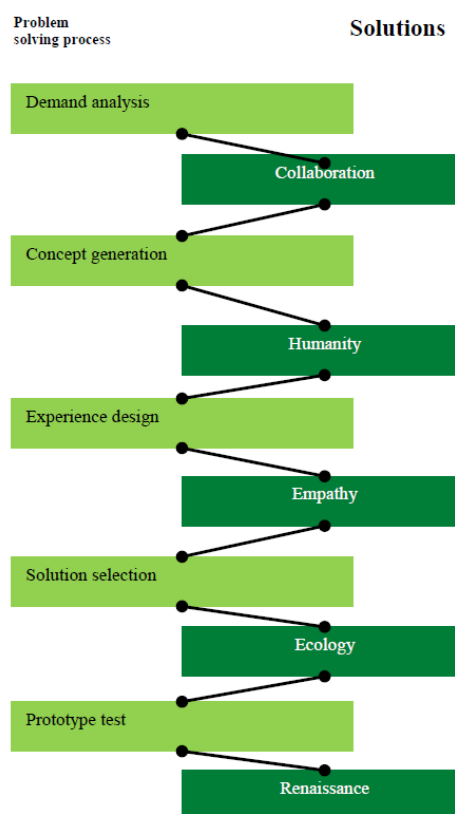 Problem
solving process
Solutions
Demand analysis
Collaboration
Concept generation
Humanity
Experience design
Empathy
Solution selection
Ecology
Prototype test
Renaissance